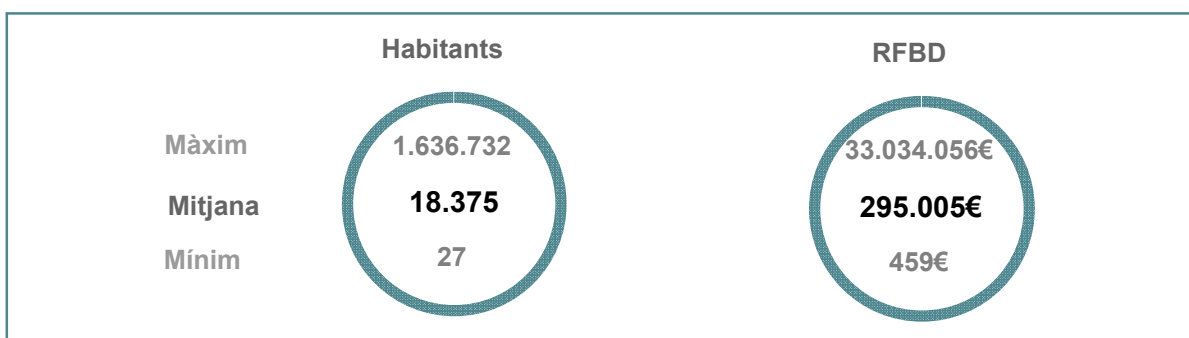 Habitants RFBD
Màxim 1.636.732 33.034.056€
Mitjana 18.375 295.005€
Mínim 27 459€